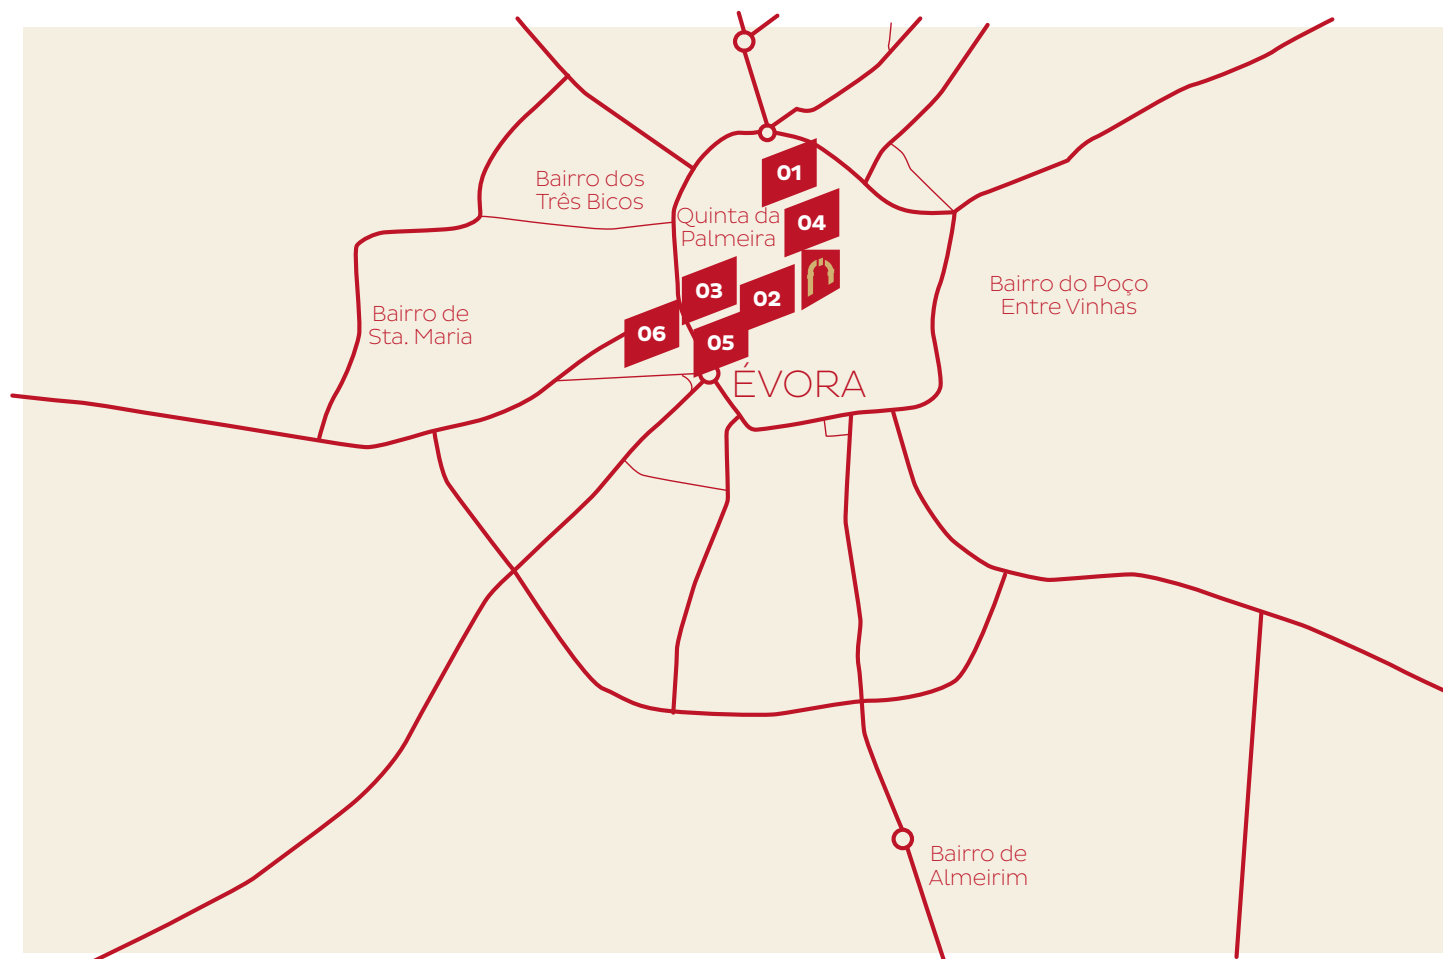 01
Bairro dos
Três Bicos
Quinta da
Palmeira
04
03
02
Bairro do Poço
Entre Vinhas
Bairro de
Sta. Maria
06
05
ÉVORA
Bairro de
Almeirim